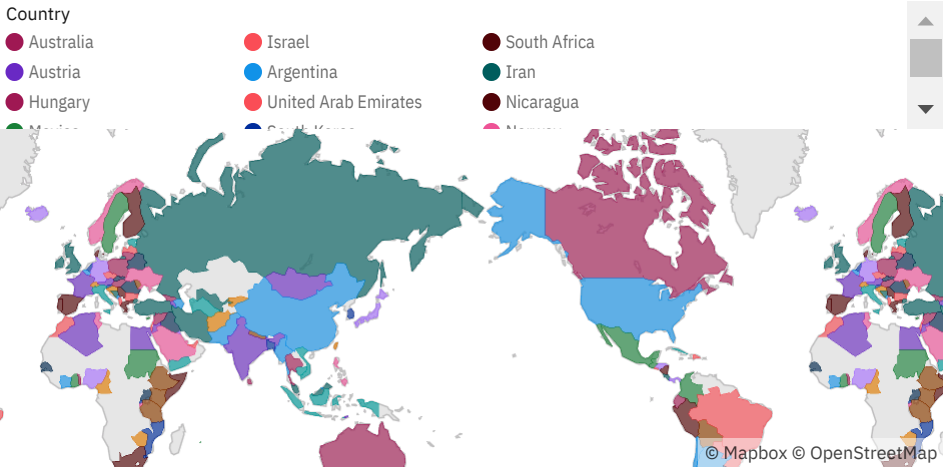 Country
Australia Israel South Africa
Austria Argentina Iran
Hungary United Arab Emirates Nicaragua
© Mapbox © OpenStreetMap